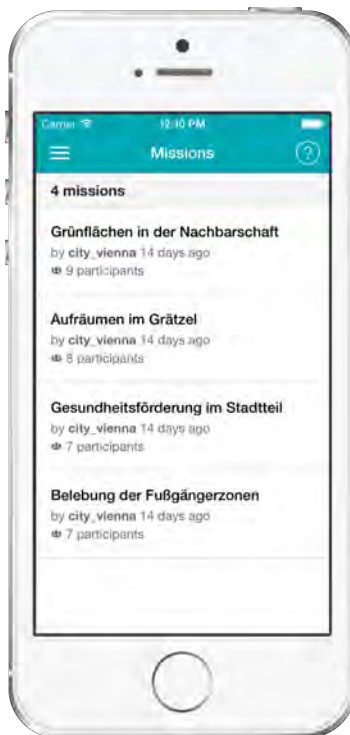 Carrier 12:40 PM
Missions ?
4 missions
Grünflächen in der Nachbarschaft
by city_vienna 14 days ago
9 participants
Aufräumen im Grätzel
by city_vienna 14 days ago
8 participants
Gesundheitsförderung im Stadtteil
by city_vienna 14 days ago
7 participants
Belebung der Fußgängerzonen
by city_vienna 14 days ago
7 participants